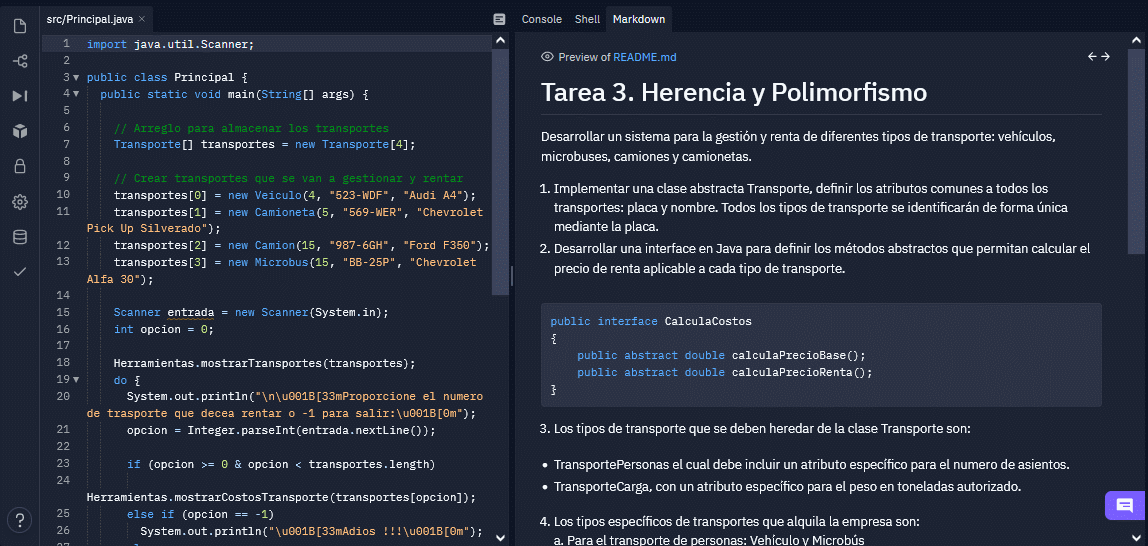 src/Principal.java ×
Console Shell Markdown
1 import java.util.Scanner;
2
3 public class Principal {
4 public static void main(String[] args) {
5
6 // Arreglo para almacenar los transportes
7 Transporte[] transportes = new Transporte[4];
8
9 // Crear transportes que se van a gestionar y rentar
10 transportes[0] = new Veiculo(4, "523-WDF", "Audi A4");
11 transportes[1] = new Camioneta(5, "569-WER", "Chevrolet
Pick Up Silverado");
12 transportes[2] = new Camion(15, "987-6GH", "Ford F350");
13 transportes[3] = new Microbus(15, "BB-25P", "Chevrolet
Alfa 30");
14
15 Scanner entrada = new Scanner(System.in);
16 int opcion = 0;
17
18 Herramientas.mostrarTransportes(transportes);
19 do {
20 System.out.println("\n\u001B[33mProporcione el numero
de trasporte que decea rentar o -1 para salir:\u001B[0m");
21 opcion = Integer.parseInt(entrada.nextLine());
22
23 if (opcion >= 0 & opcion < transportes.length)
24
Herramientas.mostrarCostosTransporte(transportes[opcion]);
25 else if (opcion == -1)
26 System.out.println("\u001B[33mAdios !!!\u001B[0m");
Preview of README.md
Tarea 3. Herencia y Polimorfismo
Desarrollar un sistema para la gestión y renta de diferentes tipos de transporte: vehículos,
microbuses, camiones y camionetas.
1. Implementar una clase abstracta Transporte, definir los atributos comunes a todos los
transportes: placa y nombre. Todos los tipos de transporte se identificarán de forma única
mediante la placa.
2. Desarrollar una interface en Java para definir los métodos abstractos que permitan calcular el
precio de renta aplicable a cada tipo de transporte.
public interface CalculaCostos
{
public abstract double calculaPrecioBase();
public abstract double calculaPrecioRenta();
}
3. Los tipos de transporte que se deben heredar de la clase Transporte son:
• TransportePersonas el cual debe incluir un atributo específico para el numero de asientos.
• TransporteCarga, con un atributo específico para el peso en toneladas autorizado.
4. Los tipos específicos de transportes que alquila la empresa son:
a. Para el transporte de personas: Vehículo y Microbús
?